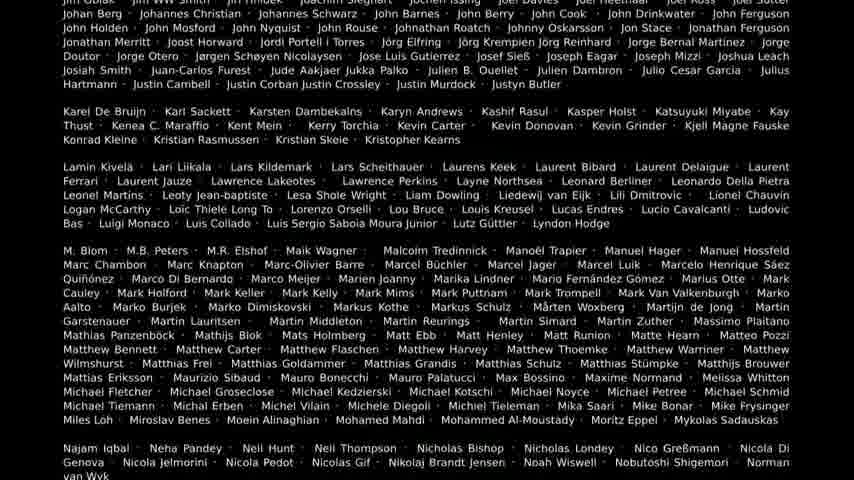 Johan Berg · Johannes Christian · Johannes Schwarz · John Barnes · John Berry · John Cook · John Drinkwater · John Ferguson
John Holden · John Mosford · John Nyquist · John Rouse · Johnathan Roatch · Johnny Oskarsson · Jon Stace · Jonathan Ferguson
Jonathan Merritt · Joost Horward · Jordi Portell i Torres · Jörg Elfring · Jörg Krempien Jörg Reinhard · Jorge Bernal Martinez · Jorge
Doutor · Jorge Otero · Jørgen Schøyen Nicolaysen · Jose Luis Gutierrez · Josef Sieß · Joseph Eagar · Joseph Mizzi · Joshua Leach
Josiah Smith · Juan-Carlos Furest · Jude Aakjaer Jukka Palko · Julien B. Ouellet · Julien Dambron · Julio Cesar Garcia · Julius
Hartmann · Justin Cambell · Justin Corban Justin Crossley · Justin Murdock · Justyn Butler
Karel De Bruijn · Karl Sackett · Karsten Dambekalns · Karyn Andrews · Kashif Rasul · Kasper Holst · Katsuyuki Miyabe · Kay
Thust · Kenea C. Maraffio · Kent Mein · Kerry Torchia · Kevin Carter · Kevin Donovan · Kevin Grinder · Kjell Magne Fauske
Konrad Kleine · Kristian Rasmussen · Kristian Skeie · Kristopher Kearns
Lamin Kivelä · Lari Liikala · Lars Kildemark · Lars Scheithauer · Laurens Keek · Laurent Bibard · Laurent Delaigue · Laurent
Ferrari · Laurent Jauze · Lawrence Lakeotes · Lawrence Perkins · Layne Northsea · Leonard Berliner · Leonardo Della Pietra
Leonel Martins · Leoty Jean-baptiste · Lesa Shole Wright · Liam Dowling · Liedewij van Eijk · Lili Dmitrovic · Lionel Chauvin
Logan McCarthy · Loïc Thiele Long To · Lorenzo Orselli · Lou Bruce · Louis Kreusel · Lucas Endres · Lucio Cavalcanti · Ludovic
Bas · Luigi Monaco · Luis Collado · Luis Sergio Saboia Moura Junior · Lutz Güttler · Lyndon Hodge
M. Blom · M.B. Peters · M.R. Elshof · Maik Wagner · Malcolm Tredinnick · Manoël Trapier · Manuel Hager · Manuel Hossfeld
Marc Chambon · Marc Knapton · Marc-Olivier Barre · Marcel Büchler · Marcel Jager · Marcel Luik · Marcelo Henrique Sáez
Quiñónez · Marco Di Bernardo · Marco Meijer · Marien Joanny · Marika Lindner · Mario Fernández Gómez · Marius Otte · Mark
Cauley · Mark Holford · Mark Keller · Mark Kelly · Mark Mims · Mark Puttnam · Mark Trompell · Mark Van Valkenburgh · Marko
Aalto · Marko Burjek · Marko Dimiskovski · Markus Kothe · Markus Schulz · Mårten Woxberg · Martijn de Jong · Martin
Garstenauer · Martin Lauritsen · Martin Middleton · Martin Reurings · Martin Simard · Martin Zuther · Massimo Plaitano
Mathias Panzenböck · Mathijs Blok · Mats Holmberg · Matt Ebb · Matt Henley · Matt Runion · Matte Hearn · Matteo Pozzi
Matthew Bennett · Matthew Carter · Matthew Flaschen · Matthew Harvey · Matthew Thoemke · Matthew Warriner · Matthew
Wilmshurst · Matthias Frei · Matthias Goldammer · Matthias Grandis · Matthias Schulz · Matthias Stümpke · Matthijs Brouwer
Mattias Eriksson · Maurizio Sibaud · Mauro Bonecchi · Mauro Palatucci · Max Bossino · Maxime Normand · Melissa Whitton
Michael Fletcher · Michael Groseclose · Michael Kedzierski · Michael Kotschi · Michael Noyce · Michael Petree · Michael Schmid
Michael Tiemann · Michal Erben · Michel Vilain · Michele Diegoli · Michiel Tieleman · Mika Saari · Mike Bonar · Mike Frysinger
Miles Loh · Miroslav Benes · Moein Alinaghian · Mohamed Mahdi · Mohammed Al-Moustady · Moritz Eppel · Mykolas Sadauskas
Najam Iqbal · Neha Pandey · Neil Hunt · Neil Thompson · Nicholas Bishop · Nicholas Londey · Nico Greßmann · Nicola Di
Genova · Nicola Jelmorini · Nicola Pedot · Nicolas Gif · Nikolaj Brandt Jensen · Noah Wiswell · Nobutoshi Shigemori · Norman
van Wyk